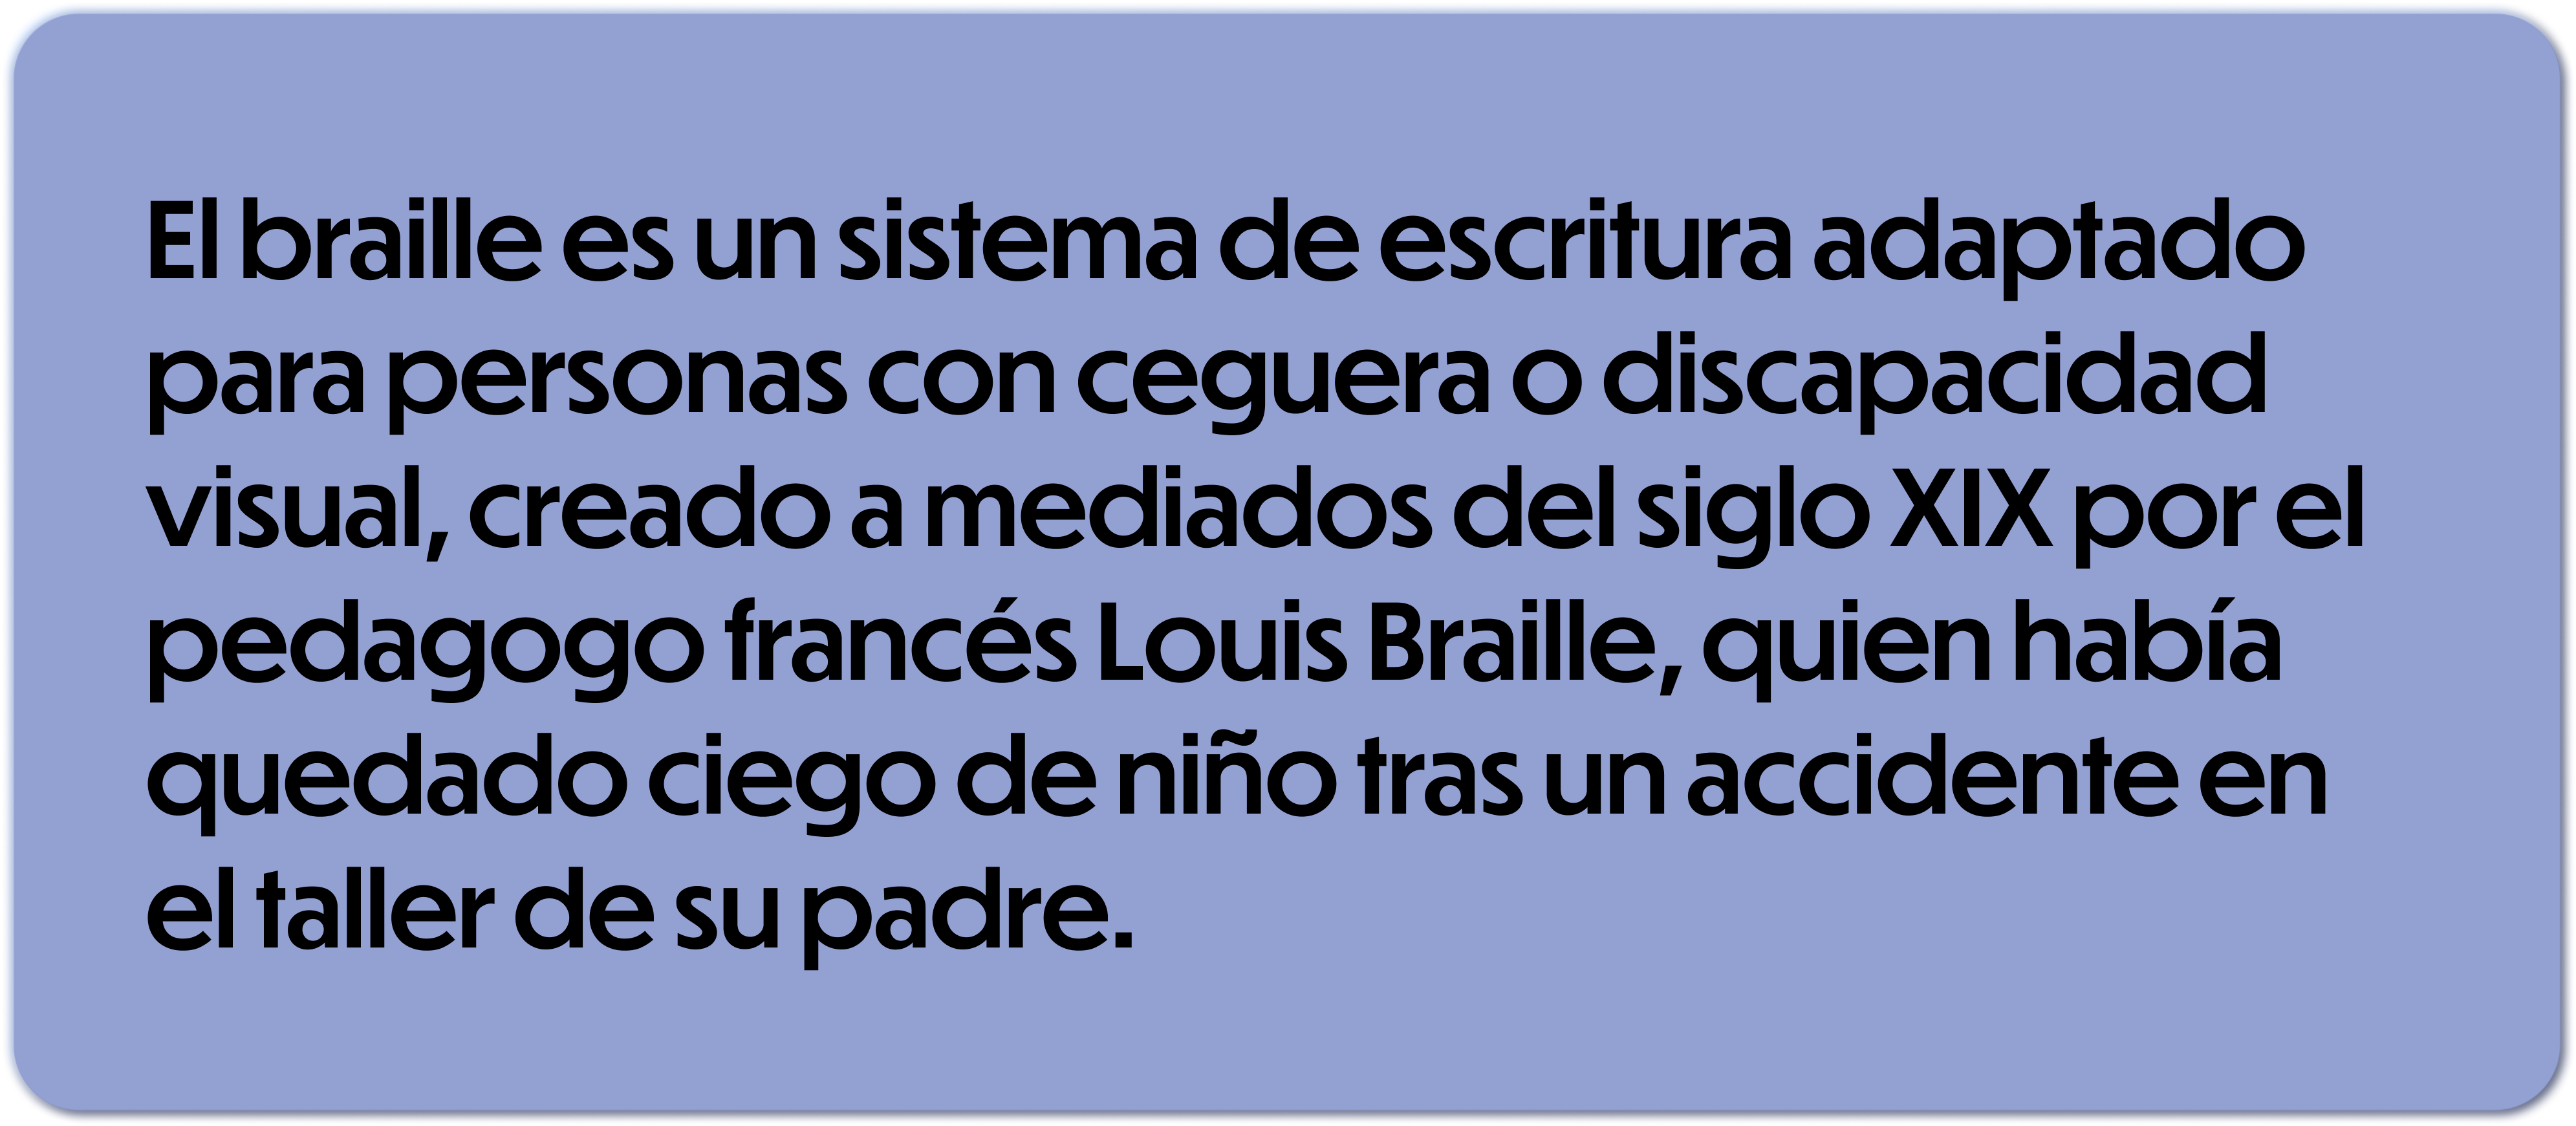 El braille es un sistema de escritura adaptado
para personas con ceguera o discapacidad
visual, creado a mediados del siglo XIX por el
pedagogo francés Louis Braille, quien había
quedado ciego de niño tras un accidente en
el taller de su padre.